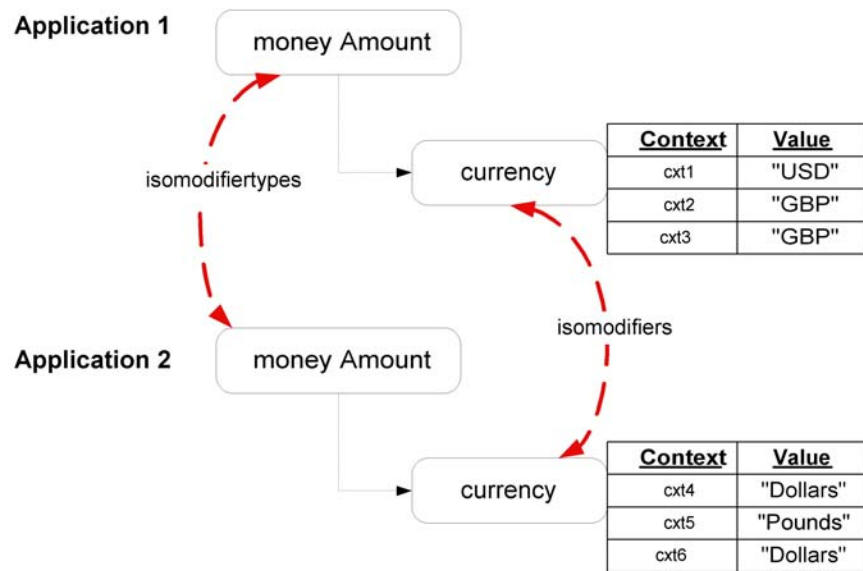 Application 1
money Amount
isomodifiertypes
currency
Context Value
cxt1 "USD"
cxt2 "GBP"
cxt3 "GBP"
isomodifiers
Application 2
money Amount
currency
Context Value
cxt4 "Dollars"
cxt5 "Pounds"
cxt6 "Dollars"